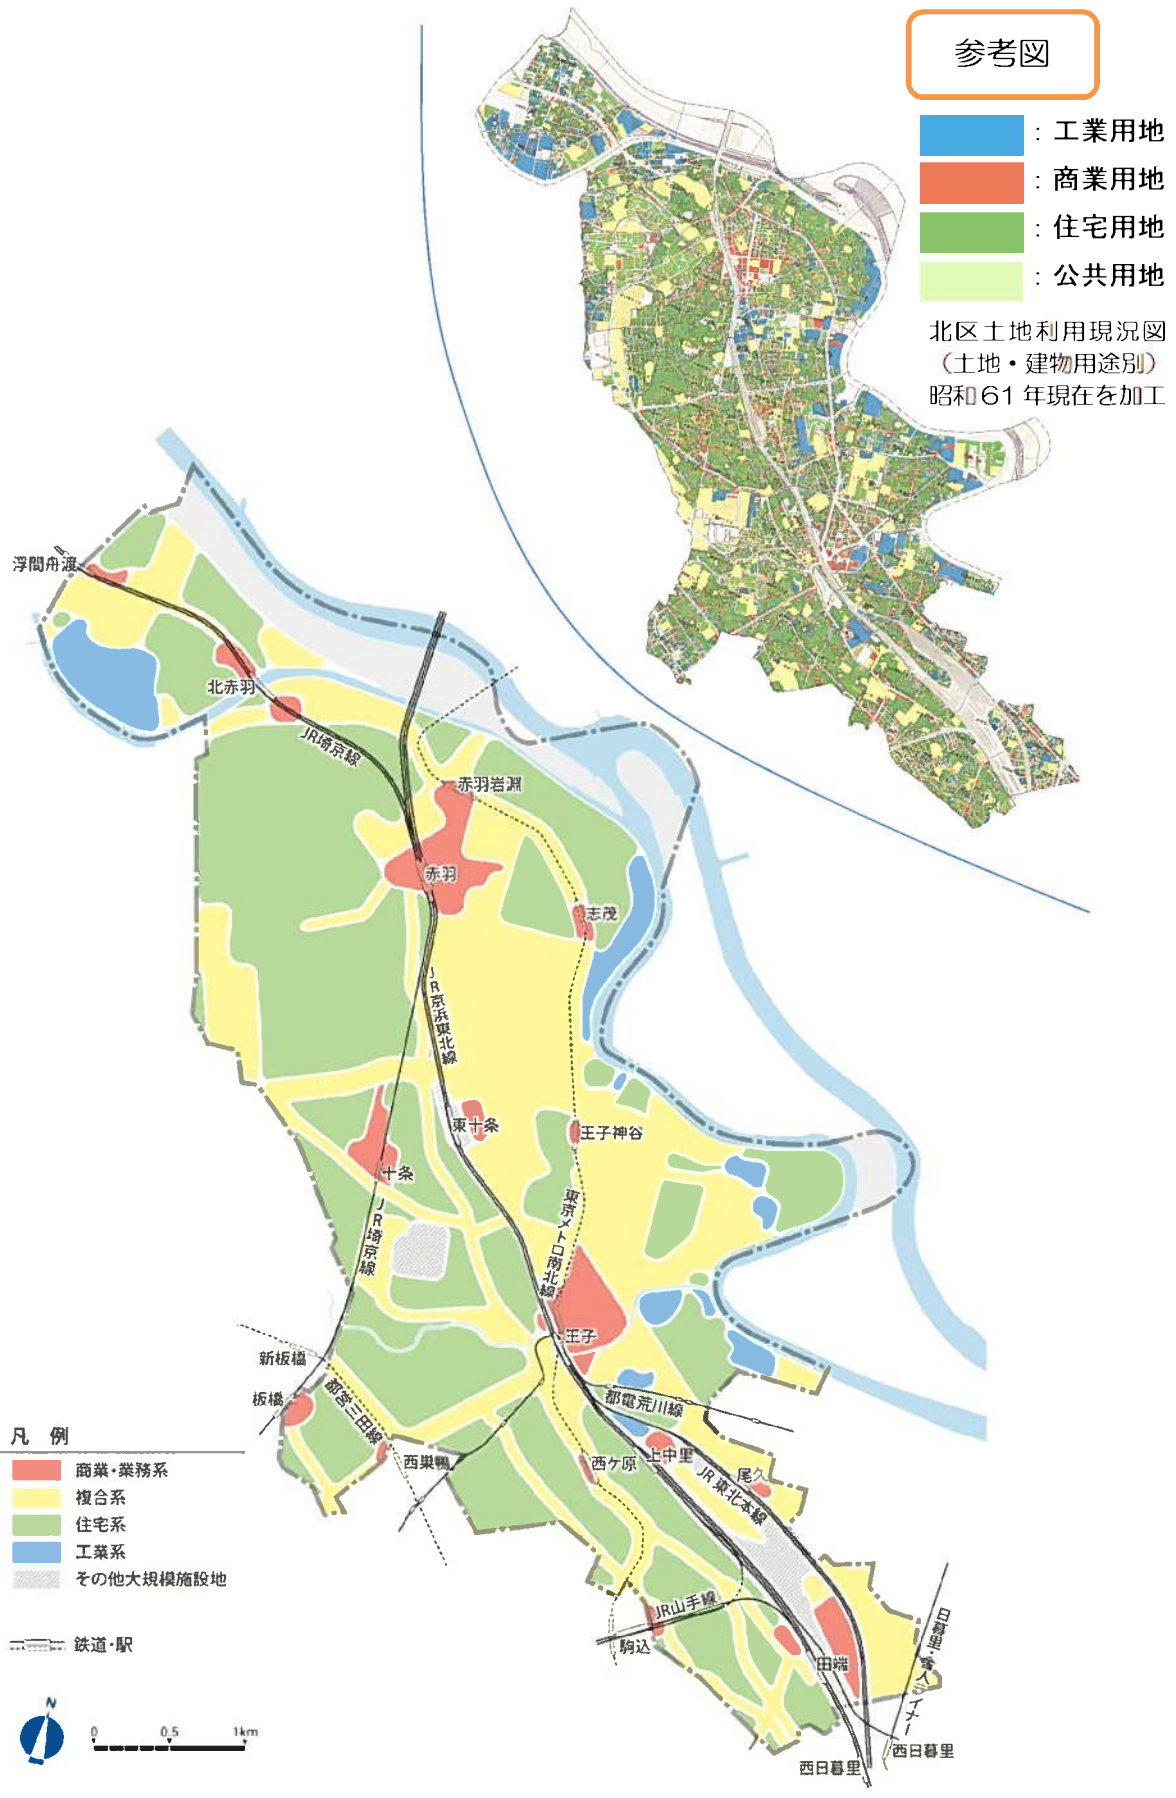 参考図
：工業用地
：商業用地
：住宅用地
：公共用地
北区土地利用現況図
（土地・建物用途別）
昭和61年現在を加工
浮間舟渡
北赤羽
JR埼京線
赤羽岩淵
赤羽
志茂
JR京浜東北線
東十条
王子神谷
十条
JR埼京線
東京メトロ南北線
王子
新板橋
板橋
都営三田線
都電荒川線
西巣鴨
西ケ原
上中里
尾久
JR東北本線
JR山手線
駒込
田端
日暮里・舎人ライナー
西日暮里
西日暮里
凡 例
商業・業務系
複合系
住宅系
工業系
その他大規模施設地
鉄道・駅
N
0 0.5 1km